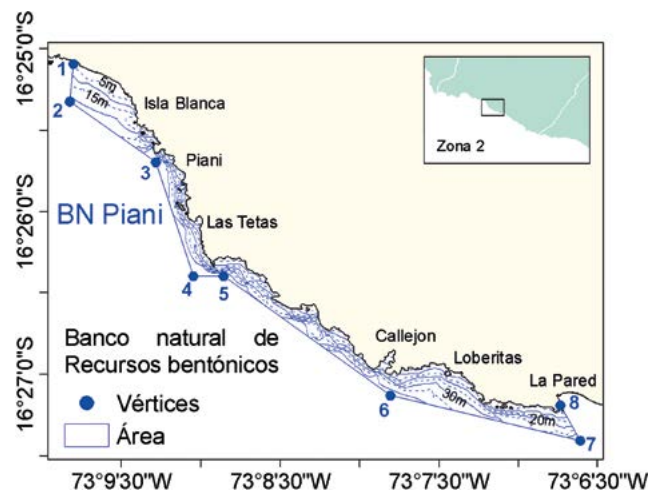 16°25'0"S
16°26'0"S
16°27'0"S
1
5m
15m
2
Isla Blanca
3
Piani
BN Piani
Las Tetas
4
5
Zona 2
Callejon
Loberitas
La Pared
6
30m
20m
8
7
Banco natural de
Recursos bentónicos
Vértices
Área
73°9'30"W
73°8'30"W
73°7'30"W
73°6'30"W